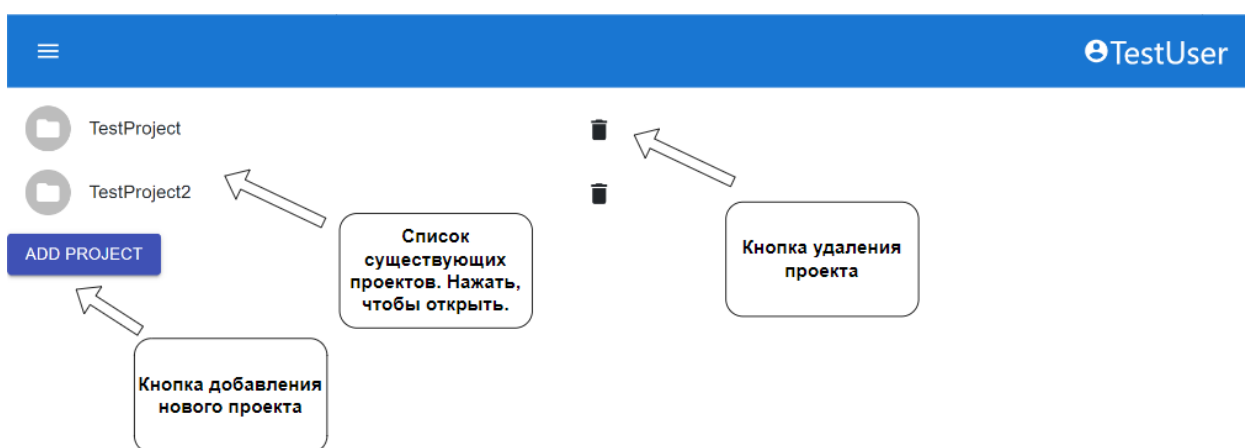 TestUser
TestProject
TestProject2
ADD PROJECT
Список
существующих
проектов. Нажать,
чтобы открыть.
Кнопка удаления
проекта
Кнопка добавления
нового проекта